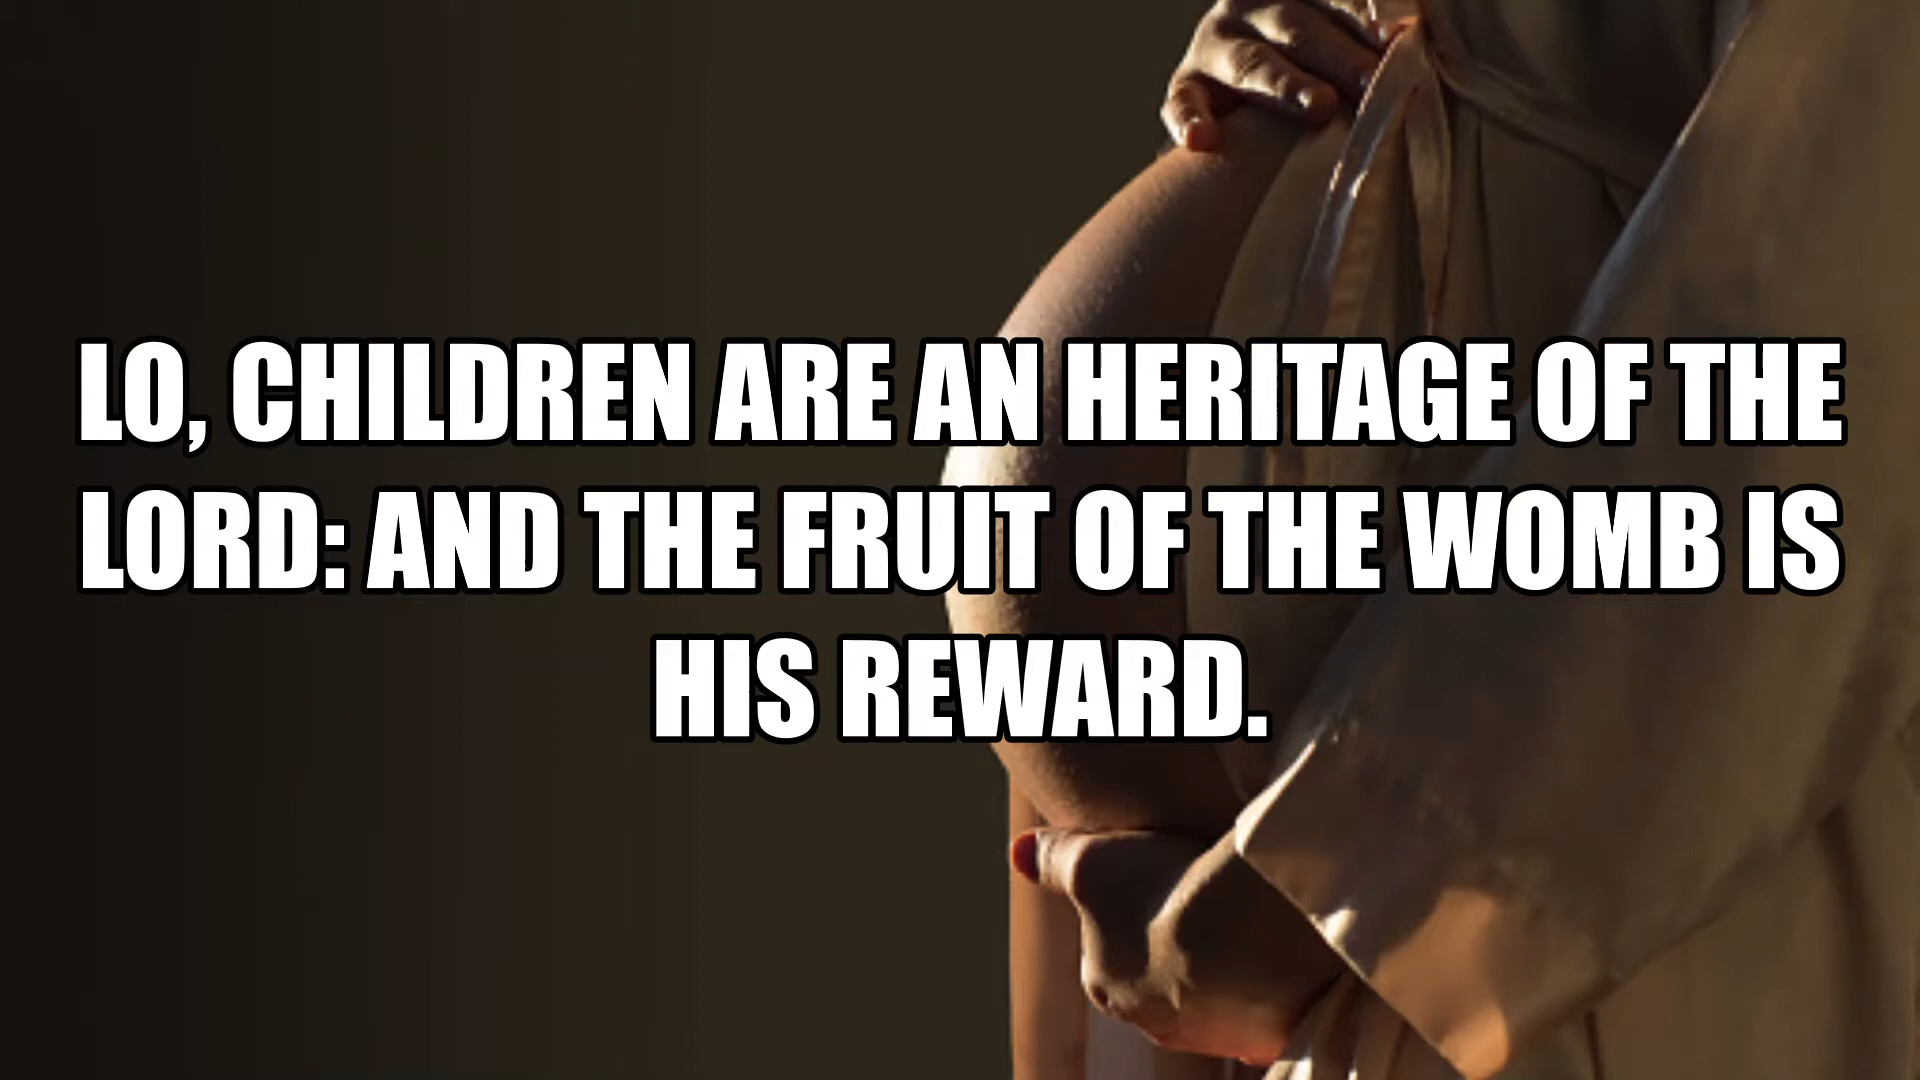 LO, CHILDREN ARE AN HERITAGE OF THE
LORD: AND THE FRUIT OF THE WOMB IS
HIS REWARD.